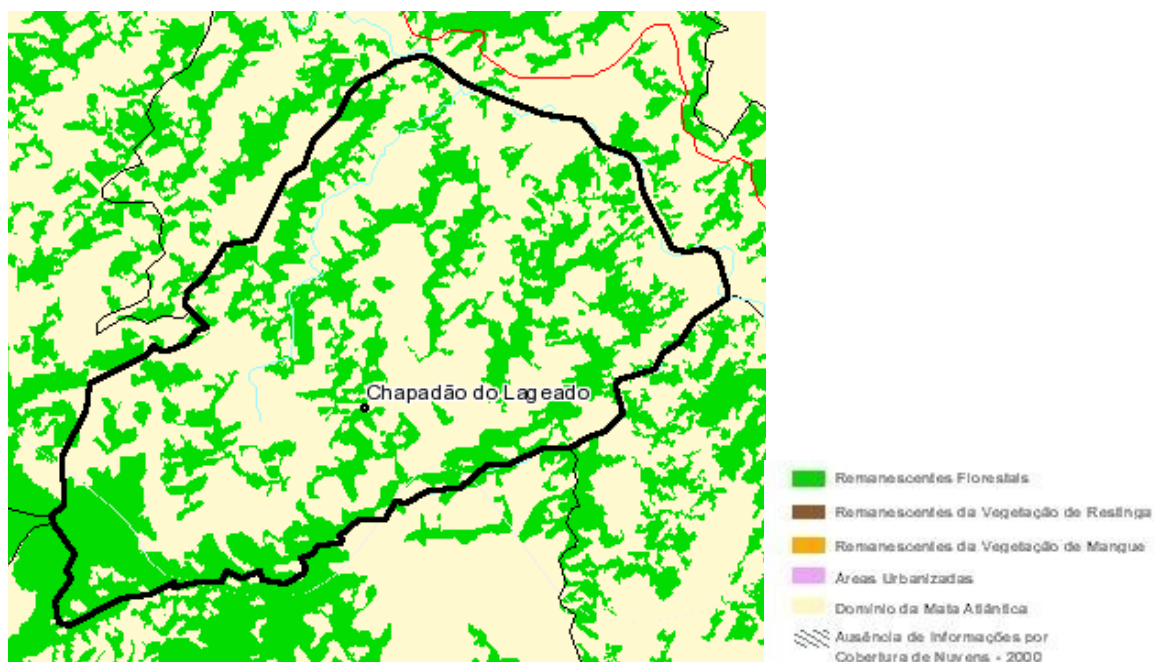 Chapadão do Lageado
Remanescentes Florestais
Remanescentes da Vegetação de Restinga
Remanescentes da Vegetação de Mangue
Áreas Urbanizadas
Domínio da Mata Atlântica
Ausência de Informações por
Cobertura de Nuvens - 2000